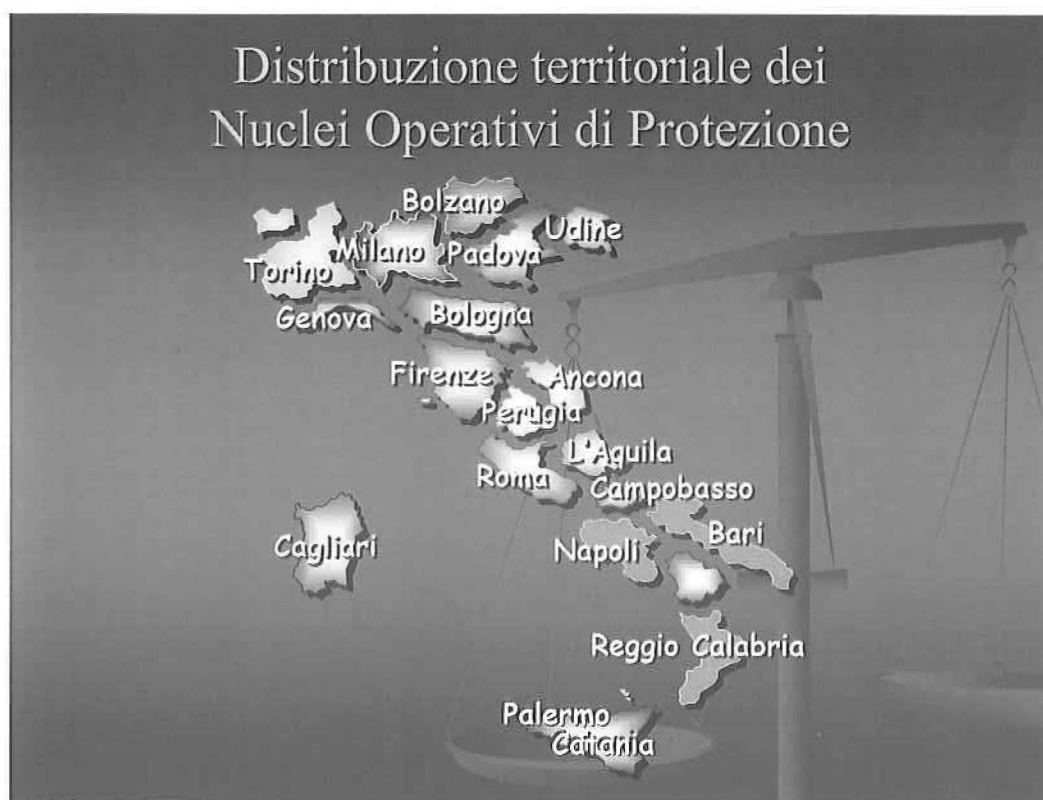 Distribuzione territoriale dei
Nuclei Operativi di Protezione
Bolzano
Udine
Milano
Padova
Torino
Genova
Bologna
Firenze
Ancona
Perugia
L'Aquila
Roma
Campobasso
Bari
Napoli
Cagliari
Reggio Calabria
Palermo
Catania